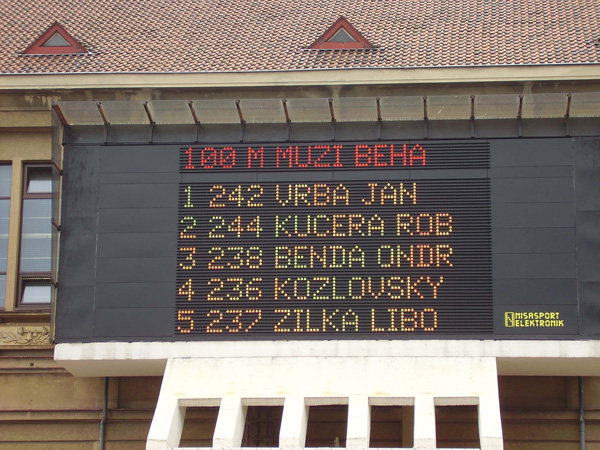 100 M MUZI BEHA
1 242 VRBA JAN
2 244 KUCERA ROB
3 238 BENDA ONDR
4 236 KOZLOVSKY
5 237 ZILKA LIBO
NISASPORT
ELEKTRONIK